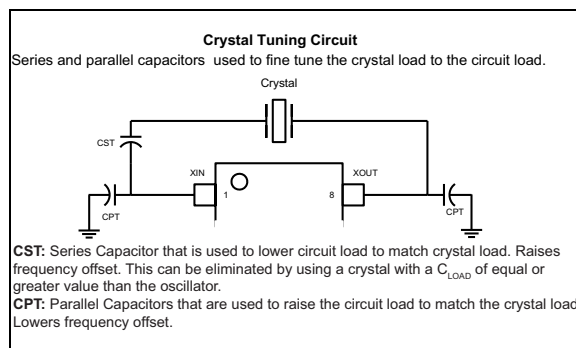 Crystal Tuning Circuit
Series and parallel capacitors used to fine tune the crystal load to the circuit load.
Crystal
CST
XIN
XOUT
1
8
CPT
CPT
CST: Series Capacitor that is used to lower circuit load to match crystal load. Raises
frequency offset. This can be eliminated by using a crystal with a CLOAD of equal or
greater value than the oscillator.
CPT: Parallel Capacitors that are used to raise the circuit load to match the crystal load.
Lowers frequency offset.